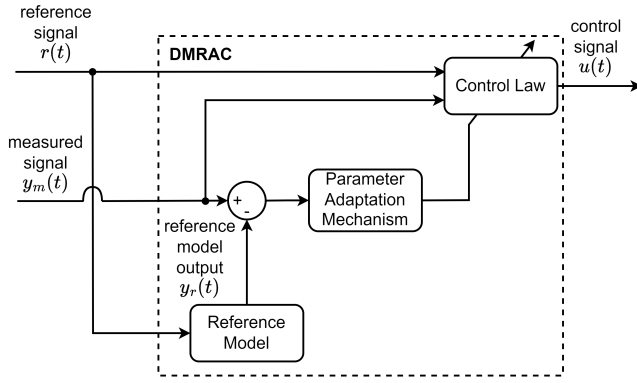 reference
signal
r(t)
DMRAC
control
signal
u(t)
Control Law
measured
signal
y_m(t)
+
-
Parameter
Adaptation
Mechanism
reference
model
output
y_r(t)
Reference
Model